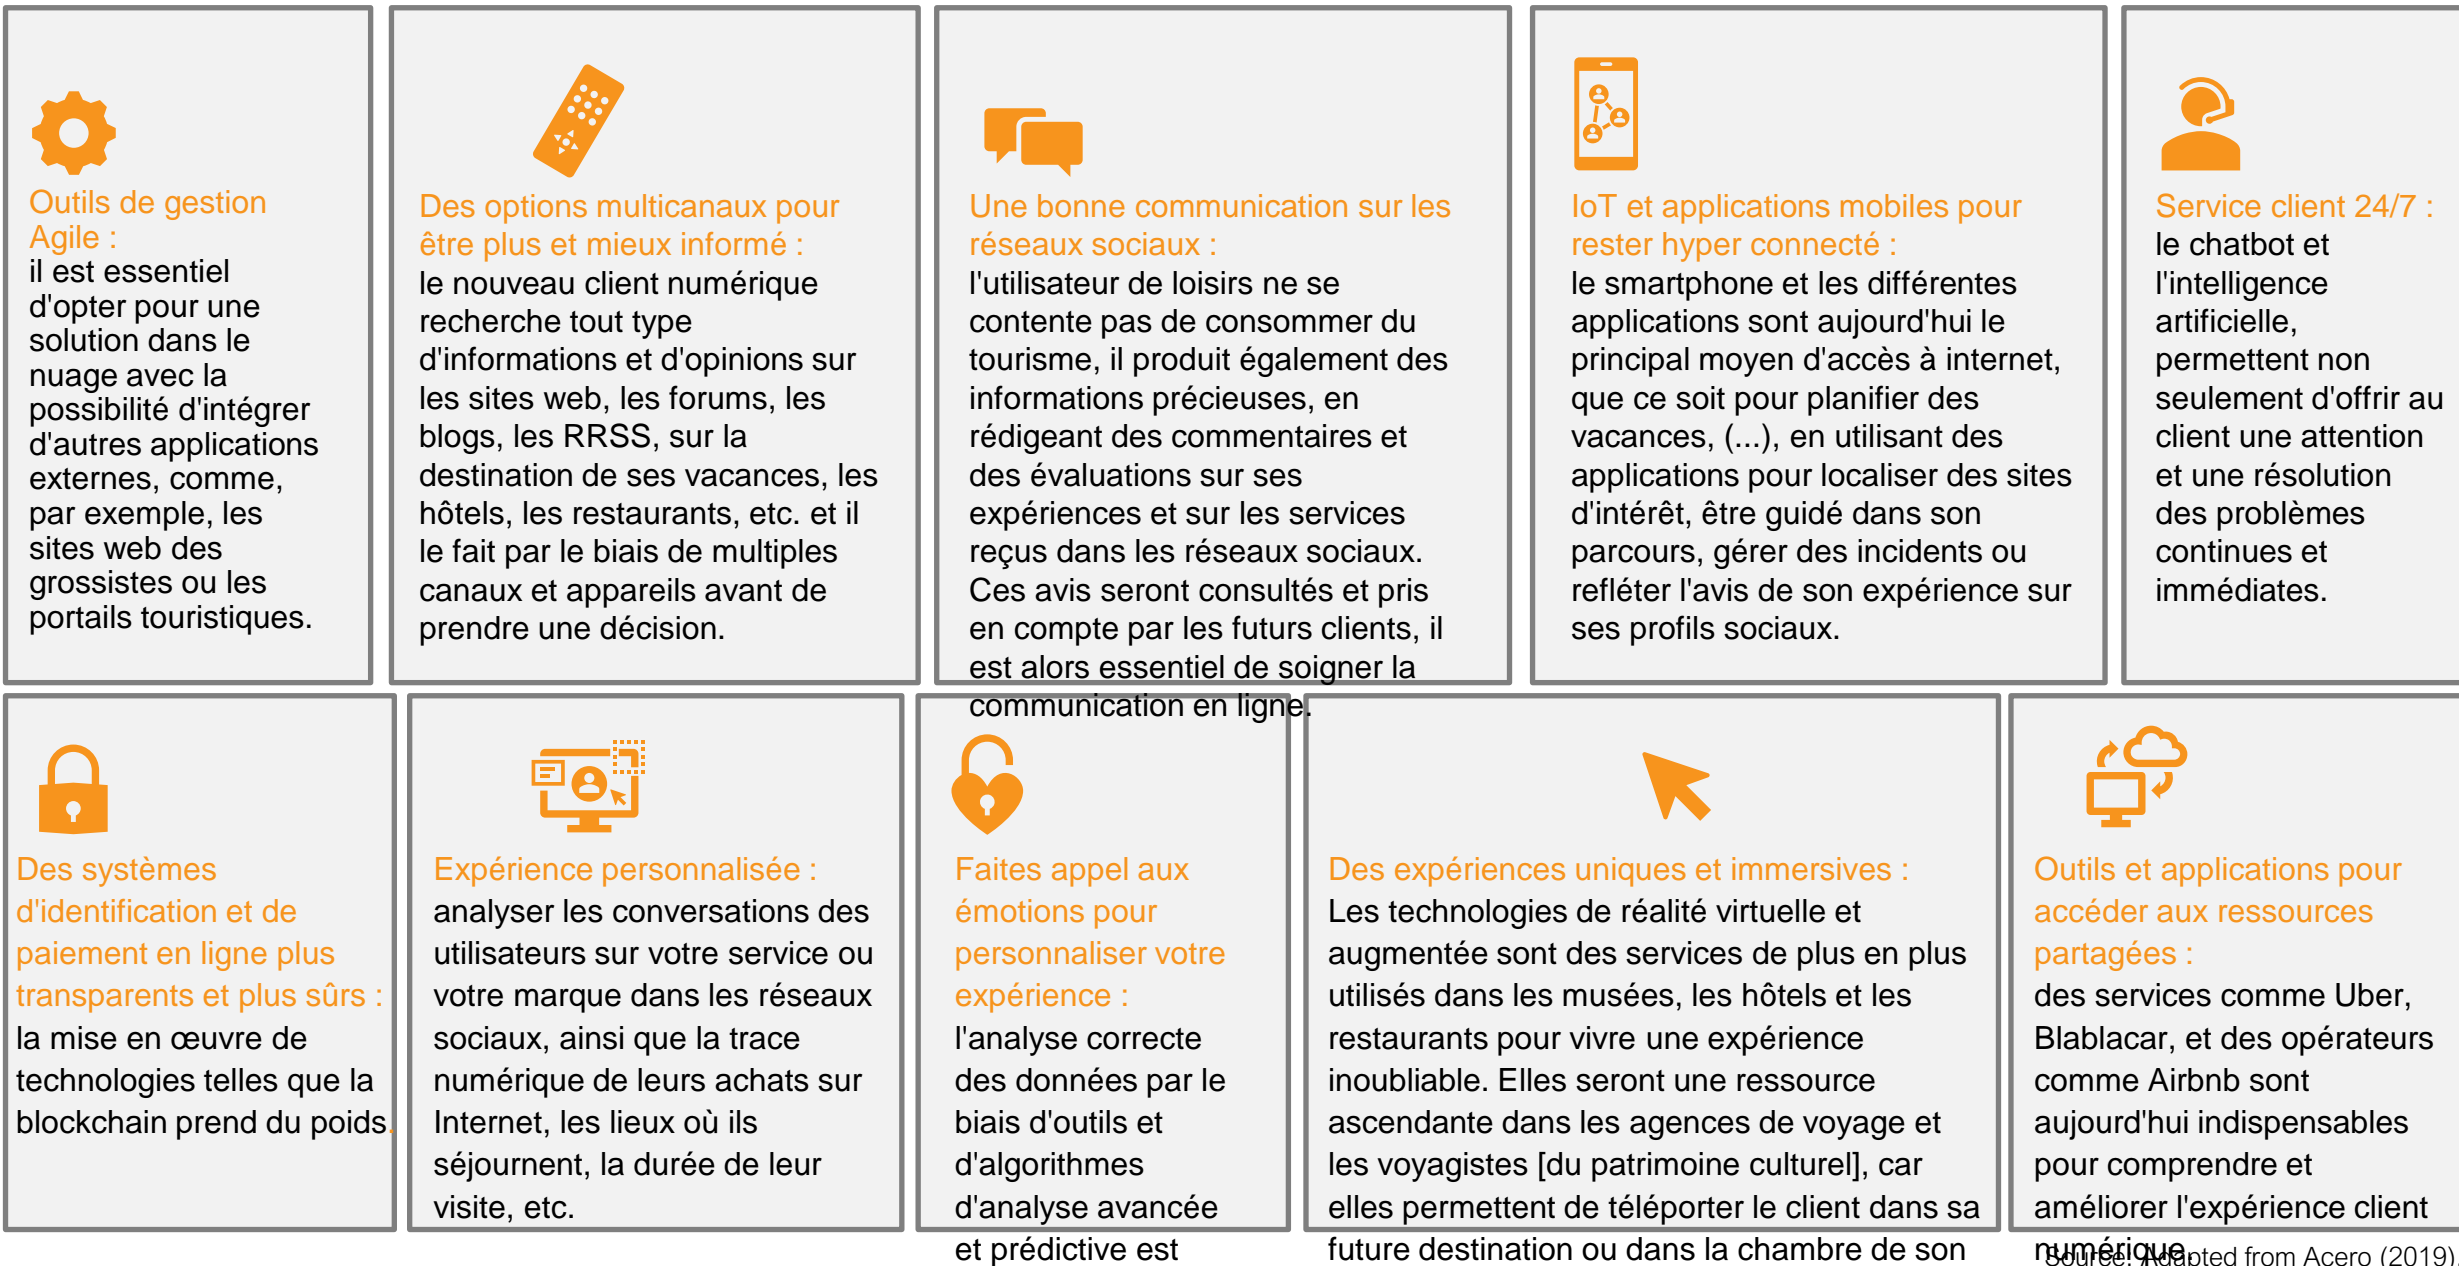 Outils de gestion
Agile :
il est essentiel
d'opter pour une
solution dans le
nuage avec la
possibilité d'intégrer
d'autres applications
externes, comme,
par exemple, les
sites web des
grossistes ou les
portails touristiques.
Des options multicanaux pour
être plus et mieux informé :
le nouveau client numérique
recherche tout type
d'informations et d'opinions sur
les sites web, les forums, les
blogs, les RRSS, sur la
destination de ses vacances, les
hôtels, les restaurants, etc. et il
le fait par le biais de multiples
canaux et appareils avant de
prendre une décision.
Une bonne communication sur les
réseaux sociaux :
l'utilisateur de loisirs ne se
contente pas de consommer du
tourisme, il produit également des
informations précieuses, en
rédigeant des commentaires et
des évaluations sur ses
expériences et sur les services
reçus dans les réseaux sociaux.
Ces avis seront consultés et pris
en compte par les futurs clients, il
est alors essentiel de soigner la
communication en ligne.
IoT et applications mobiles pour
rester hyper connecté :
le smartphone et les différentes
applications sont aujourd'hui le
principal moyen d'accès à internet,
que ce soit pour planifier des
vacances, (...), en utilisant des
applications pour localiser des sites
d'intérêt, être guidé dans son
parcours, gérer des incidents ou
refléter l'avis de son expérience sur
ses profils sociaux.
Service client 24/7 :
le chatbot et
l'intelligence
artificielle,
permettent non
seulement d'offrir au
client une attention
et une résolution
des problèmes
continues et
immédiates.
Des systèmes
d'identification et de
paiement en ligne plus
transparents et plus sûrs :
la mise en œuvre de
technologies telles que la
blockchain prend du poids.
Expérience personnalisée :
analyser les conversations des
utilisateurs sur votre service ou
votre marque dans les réseaux
sociaux, ainsi que la trace
numérique de leurs achats sur
Internet, les lieux où ils
séjournent, la durée de leur
visite, etc.
Faites appel aux
émotions pour
personnaliser votre
expérience :
l'analyse correcte
des données par le
biais d'outils et
d'algorithmes
d'analyse avancée
et prédictive est
Des expériences uniques et immersives :
Les technologies de réalité virtuelle et
augmentée sont des services de plus en plus
utilisés dans les musées, les hôtels et les
restaurants pour vivre une expérience
inoubliable. Elles seront une ressource
ascendante dans les agences de voyage et
les voyagistes [du patrimoine culturel], car
elles permettent de téléporter le client dans sa
future destination ou dans la chambre de son
Outils et applications pour
accéder aux ressources
partagées :
des services comme Uber,
Blablacar, et des opérateurs
comme Airbnb sont
aujourd'hui indispensables
pour comprendre et
améliorer l'expérience client
numérique.
Source: Adapted from Acero (2019)